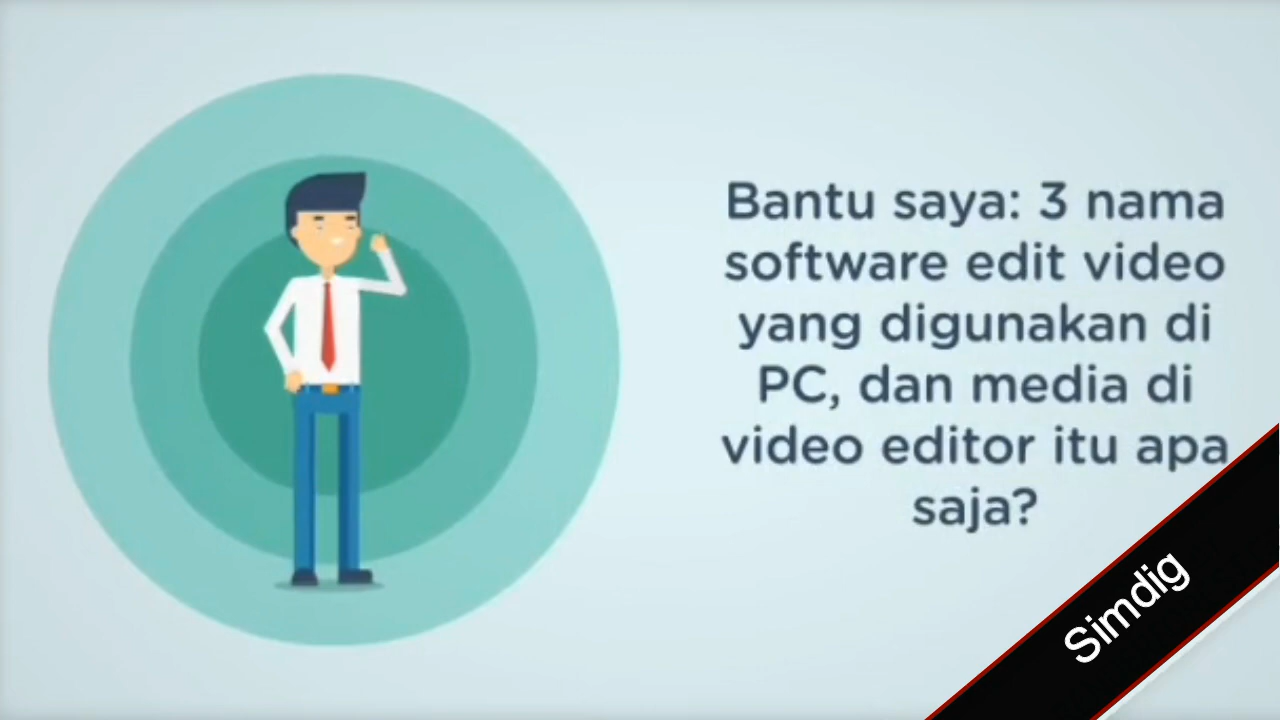 Bantu saya: 3 nama
software edit video
yang digunakan di
PC, dan media di
video editor itu apa
saja?
Simdig